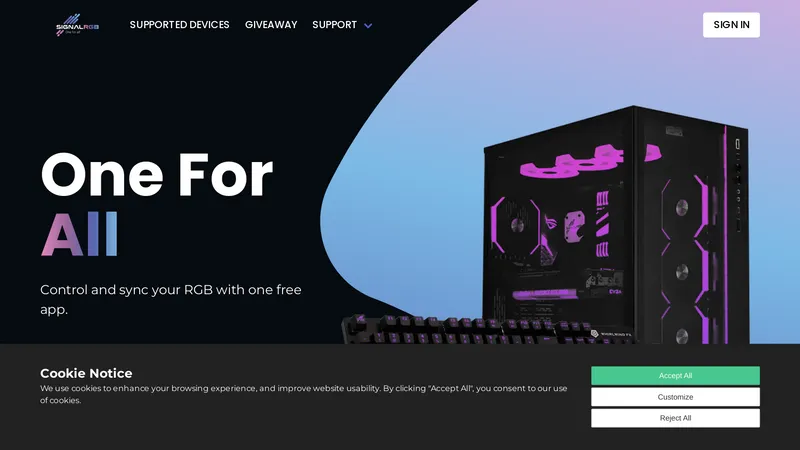 SIGNALRGB
SUPPORTED DEVICES
GIVEAWAY
SUPPORT
SIGN IN
One For
All
Control and sync your RGB with one free
app.
Cookie Notice
We use cookies to enhance your browsing experience, and improve website usability. By clicking "Accept All", you consent to our use
of cookies.
Accept All
Customize
Reject All